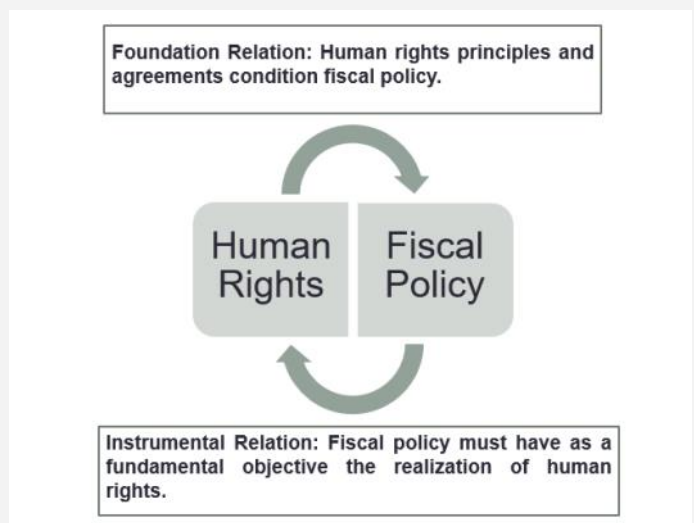 Foundation Relation: Human rights principles and
agreements condition fiscal policy.
Human
Rights
Fiscal
Policy
Instrumental Relation: Fiscal policy must have as a
fundamental objective the realization of human
rights.